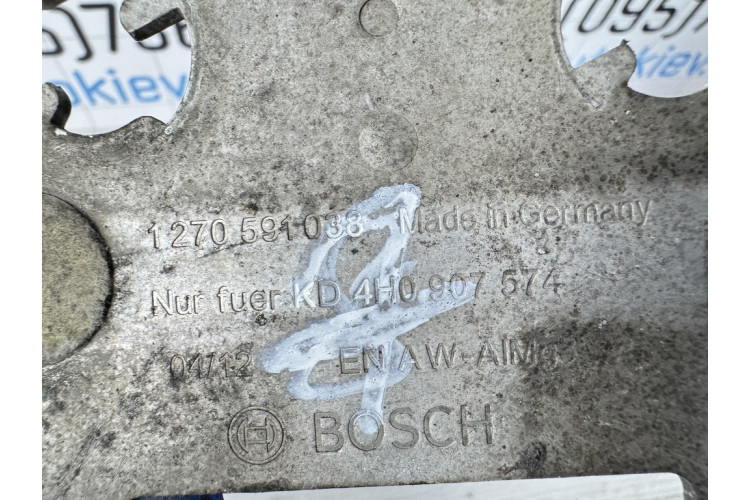 1 270 591 038 Made in Germany
Nur fuer KD 4H0 907 574
04/12 EN AW-AlMg
BOSCH